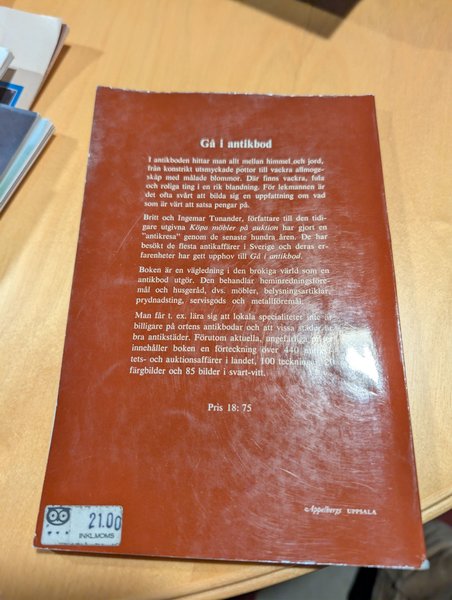 Gå i antikbod
I antikboden hittar man allt mellan himmel och jord,
från konstrikt utsmyckade pottor till vackra allmoge-
skåp med målade blommor. Där finns vackra, fula
och roliga ting i en rik blandning. För lekmannen är
det ofta svårt att bilda sig en uppfattning om vad
som är värt att satsa pengar på.
Britt och Ingemar Tunander, författare till den tidi-
gare utgivna Köpa möbler på auktion har gjort en
"antikresa" genom de senaste hundra åren. De har
besökt de flesta antikaffärer i Sverige och deras er-
farenheter har gett upphov till Gå i antikbod.
Boken är en vägledning i den brokiga värld som en
antikbod utgör. Den behandlar heminredningsföre-
mål och husgeråd, dvs. möbler, belysningsartiklar,
prydnadsting, servisgods och metallföremål.
Man får t. ex. lära sig att lokala specialiteter inte är
billigare på ortens antikbodar och att vissa städer är
bra antikstäder. Förutom aktuella, ungefärliga
innehåller boken en förteckning över 440
tets- och auktionsaffärer i landet, 100
färgbilder och 85 bilder i svart-vitt.
Pris 18: 75
Appelbergs UPPSALA
21.00
INKL.MOMS